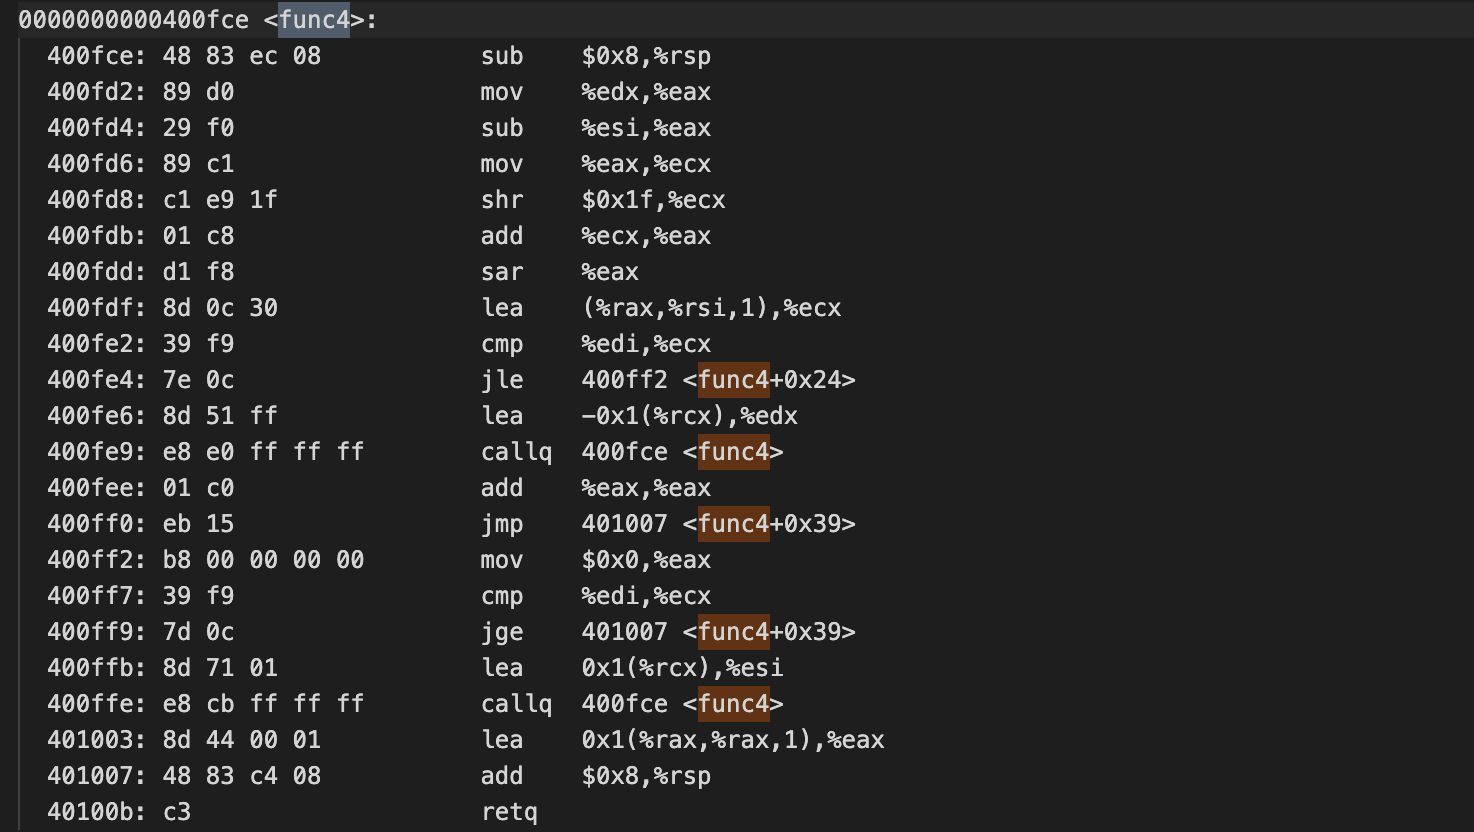 0000000000400fce <func4>:
400fce: 48 83 ec 08 sub $0x8,%rsp
400fd2: 89 d0 mov %edx,%eax
400fd4: 29 f0 sub %esi,%eax
400fd6: 89 c1 mov %eax,%ecx
400fd8: c1 e9 1f shr $0x1f,%ecx
400fdb: 01 c8 add %ecx,%eax
400fdd: d1 f8 sar %eax
400fdf: 8d 0c 30 lea (%rax,%rsi,1),%ecx
400fe2: 39 f9 cmp %edi,%ecx
400fe4: 7e 0c jle 400ff2 <func4+0x24>
400fe6: 8d 51 ff lea -0x1(%rcx),%edx
400fe9: e8 e0 ff ff ff callq 400fce <func4>
400fee: 01 c0 add %eax,%eax
400ff0: eb 15 jmp 401007 <func4+0x39>
400ff2: b8 00 00 00 00 mov $0x0,%eax
400ff7: 39 f9 cmp %edi,%ecx
400ff9: 7d 0c jge 401007 <func4+0x39>
400ffb: 8d 71 01 lea 0x1(%rcx),%esi
400ffe: e8 cb ff ff ff callq 400fce <func4>
401003: 8d 44 00 01 lea 0x1(%rax,%rax,1),%eax
401007: 48 83 c4 08 add $0x8,%rsp
40100b: c3 retq